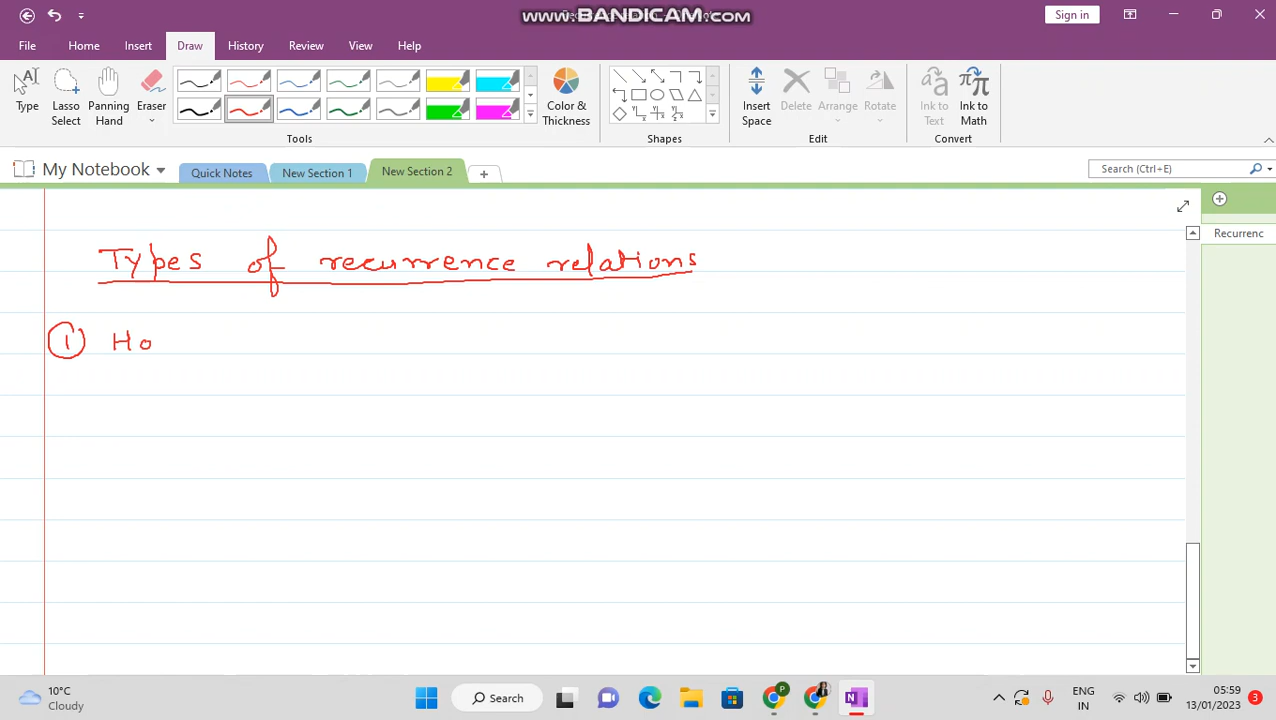 www.BANDICAM.com
Sign in
File Home Insert Draw History Review View Help
Type Lasso Select Panning Hand Eraser Color & Thickness Insert Space Delete Arrange Rotate Ink to Text Ink to Math
Tools Shapes Edit Convert
My Notebook Quick Notes New Section 1 New Section 2 Search (Ctrl+E)
Types of recurrence relations
Recurrenc
1 Ho
10°C
Cloudy
Search
ENG
IN
05:59
13/01/2023
3